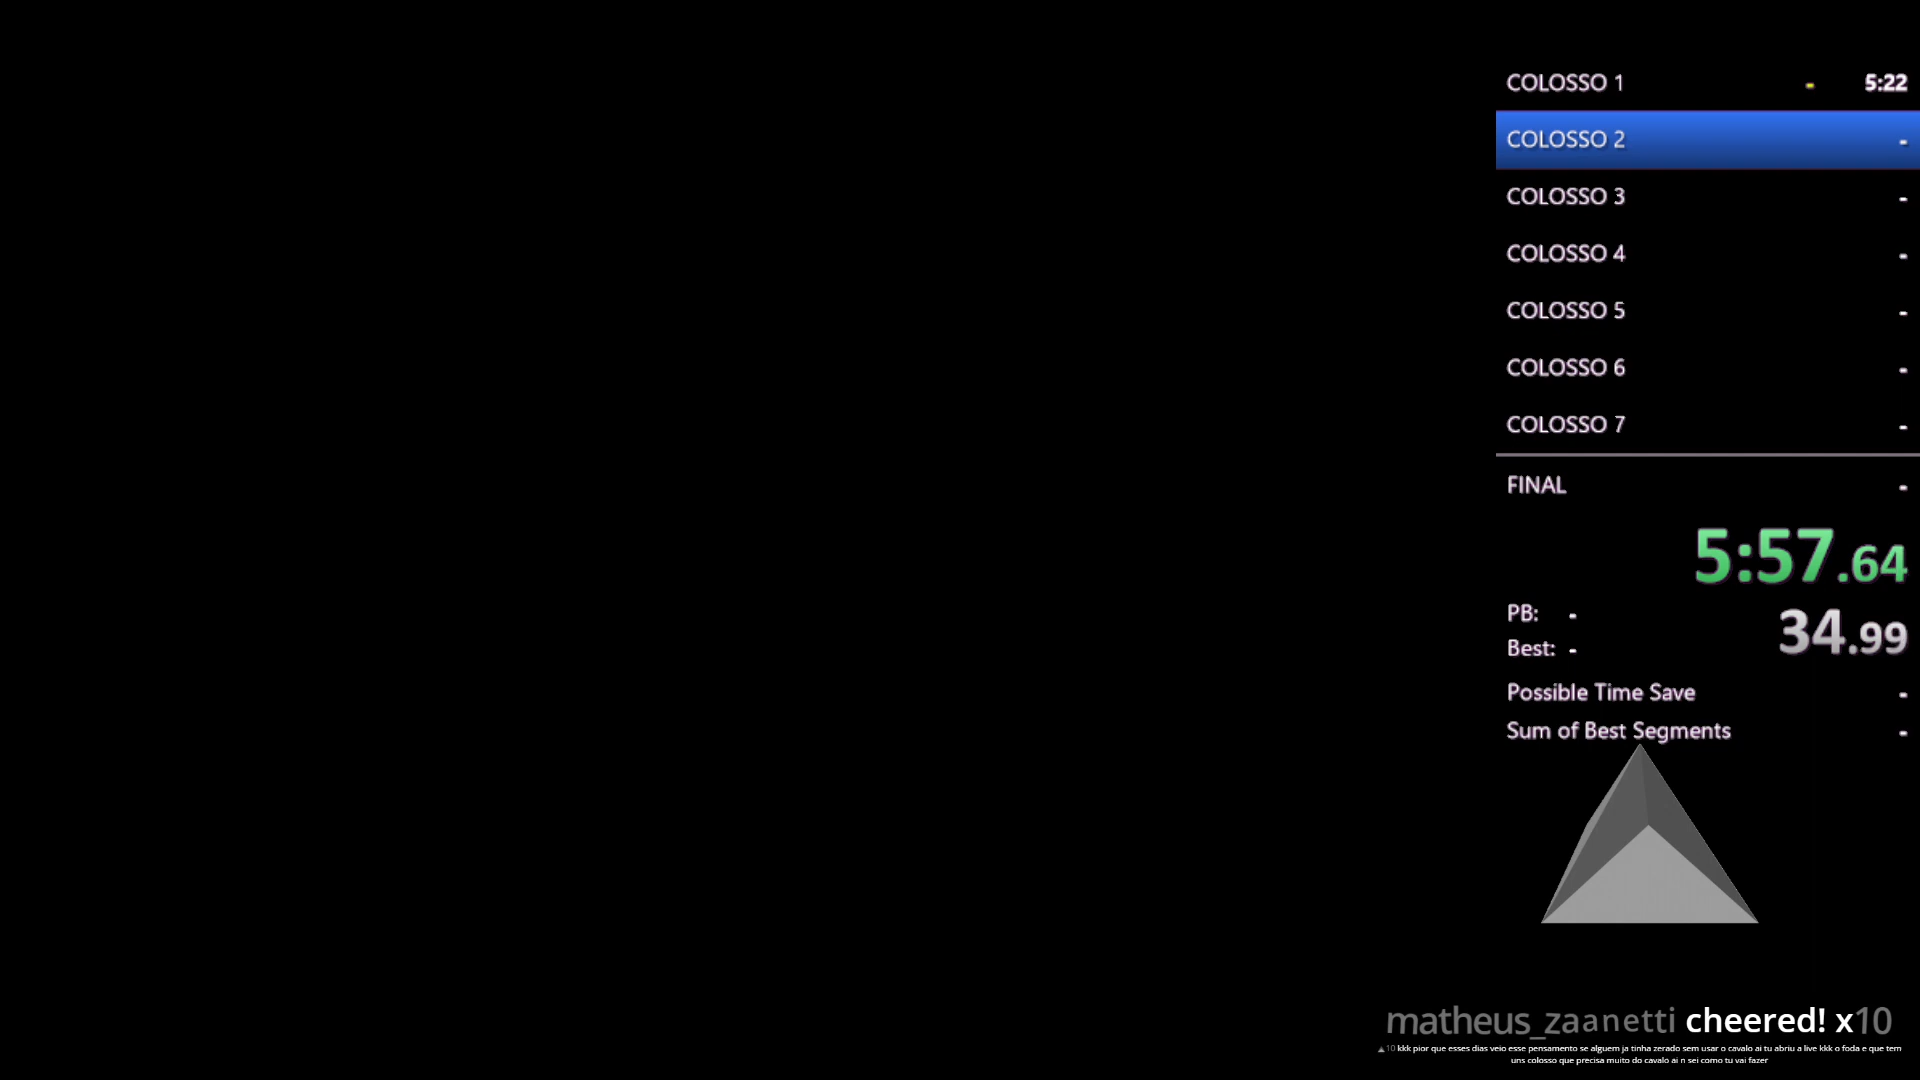 COLOSSO 1 - 5:22
COLOSSO 2 -
COLOSSO 3 -
COLOSSO 4 -
COLOSSO 5 -
COLOSSO 6 -
COLOSSO 7 -
FINAL -
5:57.64
PB: - 34.99
Best: -
Possible Time Save -
Sum of Best Segments -
matheus_zaanetti cheered! x10
10 kkk pior que esses dias veio esse pensamento se alguem ja tinha zerado sem usar o cavalo ai tu abriu a live kkk o foda e que tem
uns colosso que precisa muito do cavalo ai n sei como tu vai fazer